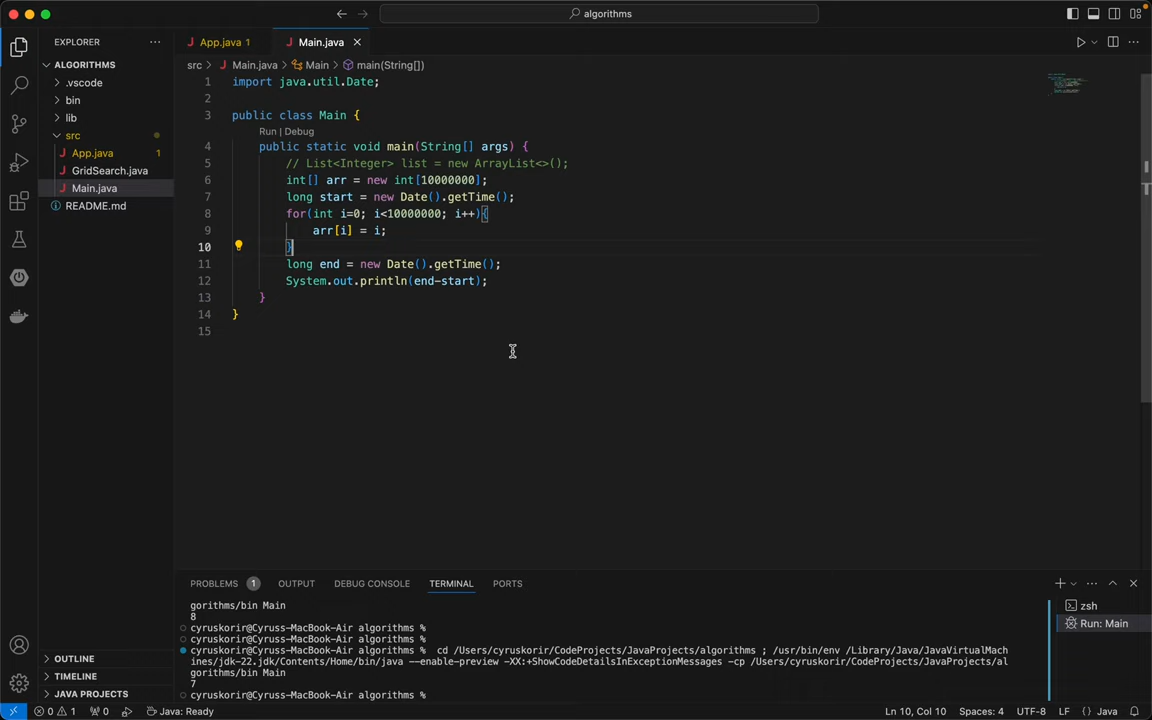 algorithms
EXPLORER
App.java 1
Main.java
ALGORITHMS
src > Main.java > Main > main(String[])
.vscode
bin
lib
src
App.java 1
GridSearch.java
Main.java
README.md
1 import java.util.Date;
2
3 public class Main {
Run | Debug
4 public static void main(String[] args) {
5 // List<Integer> list = new ArrayList<>();
6 int[] arr = new int[10000000];
7 long start = new Date().getTime();
8 for(int i=0; i<10000000; i++){
9 arr[i] = i;
10 }
11 long end = new Date().getTime();
12 System.out.println(end-start);
13 }
14 }
15
PROBLEMS 1 OUTPUT DEBUG CONSOLE TERMINAL PORTS
gorithms/bin Main
8
cyruskorir@Cyruss-MacBook-Air algorithms %
cyruskorir@Cyruss-MacBook-Air algorithms %
cyruskorir@Cyruss-MacBook-Air algorithms % cd /Users/cyruskorir/CodeProjects/JavaProjects/algorithms ; /usr/bin/env /Library/Java/JavaVirtualMach
ines/jdk-22.jdk/Contents/Home/bin/java --enable-preview -XX:+ShowCodeDetailsInExceptionMessages -cp /Users/cyruskorir/CodeProjects/JavaProjects/al
gorithms/bin Main
7
cyruskorir@Cyruss-MacBook-Air algorithms %
zsh
Run: Main
OUTLINE
TIMELINE
JAVA PROJECTS
0 1 0 Java: Ready
Ln 10, Col 10 Spaces: 4 UTF-8 LF {} Java